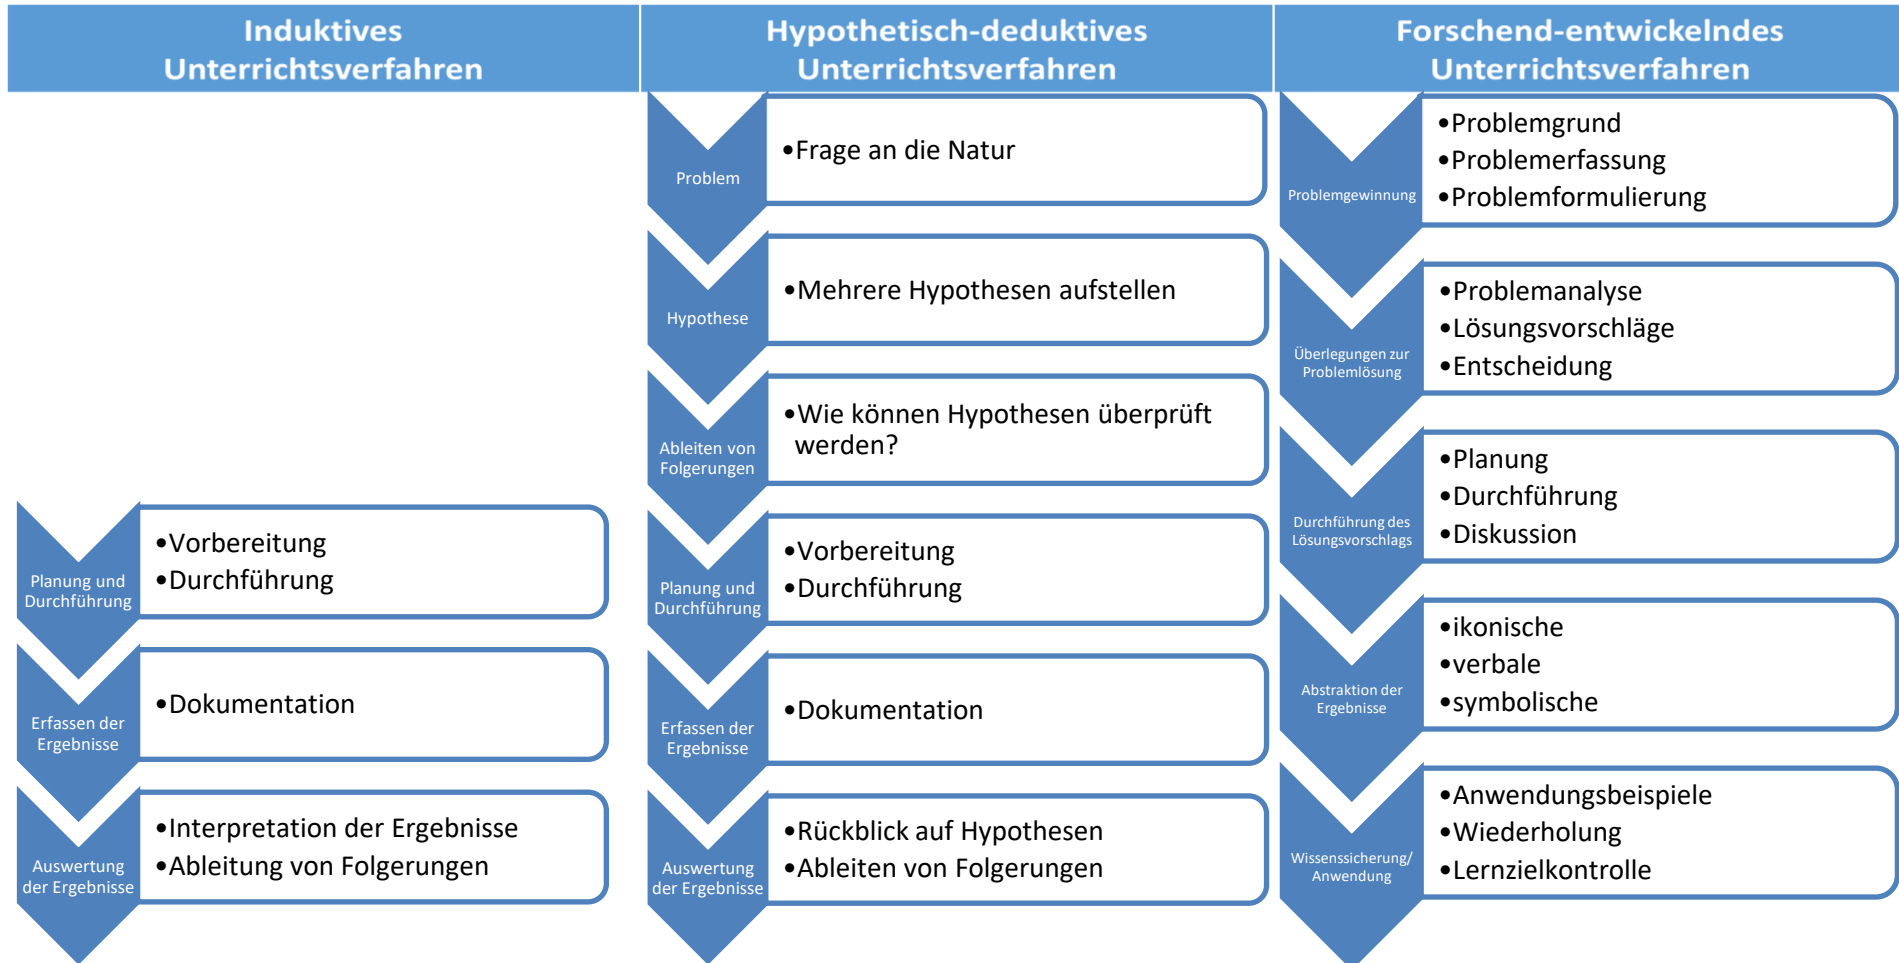 Induktives
Unterrichtsverfahren
Planung und
Durchführung
•Vorbereitung
•Durchführung
Erfassen der
Ergebnisse
•Dokumentation
Auswertung
der Ergebnisse
•Interpretation der Ergebnisse
•Ableitung von Folgerungen
Hypothetisch-deduktives
Unterrichtsverfahren
Problem
•Frage an die Natur
Hypothese
•Mehrere Hypothesen aufstellen
Ableiten von
Folgerungen
•Wie können Hypothesen überprüft
werden?
Planung und
Durchführung
•Vorbereitung
•Durchführung
Erfassen der
Ergebnisse
•Dokumentation
Auswertung
der Ergebnisse
•Rückblick auf Hypothesen
•Ableiten von Folgerungen
Forschend-entwickelndes
Unterrichtsverfahren
Problemgewinnung
•Problemgrund
•Problemerfassung
•Problemformulierung
Überlegungen zur
Problemlösung
•Problemanalyse
•Lösungsvorschläge
•Entscheidung
Durchführung des
Lösungsvorschlags
•Planung
•Durchführung
•Diskussion
Abstraktion der
Ergebnisse
•ikonische
•verbale
•symbolische
Wissenssicherung/
Anwendung
•Anwendungsbeispiele
•Wiederholung
•Lernzielkontrolle